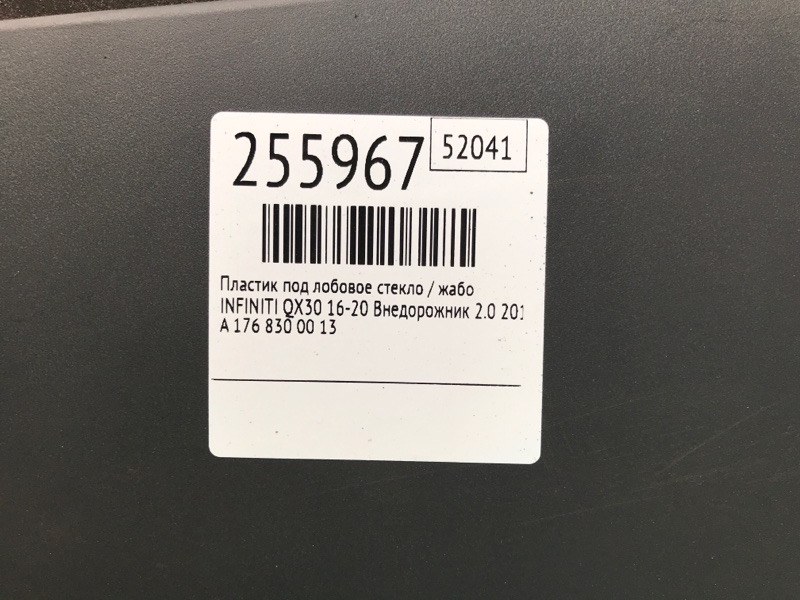 255967
52041
Пластик под лобовое стекло / жабо
INFINITI QX30 16-20 Внедорожник 2.0 201
A 176 830 00 13